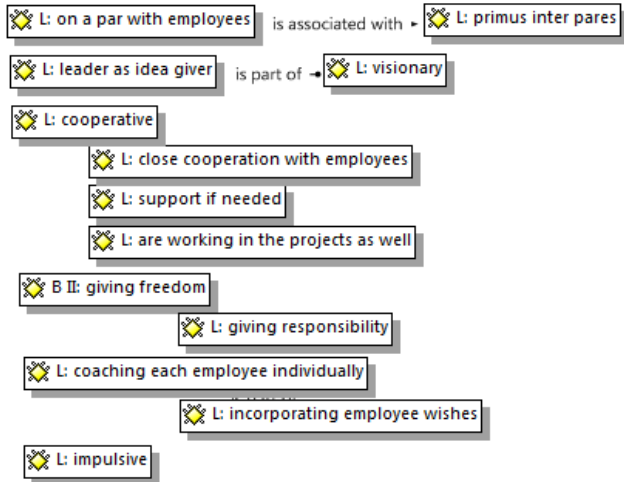 L: on a par with employees is associated with L: primus inter pares
L: leader as idea giver is part of L: visionary
L: cooperative
L: close cooperation with employees
L: support if needed
L: are working in the projects as well
B II: giving freedom
L: giving responsibility
L: coaching each employee individually
L: incorporating employee wishes
L: impulsive